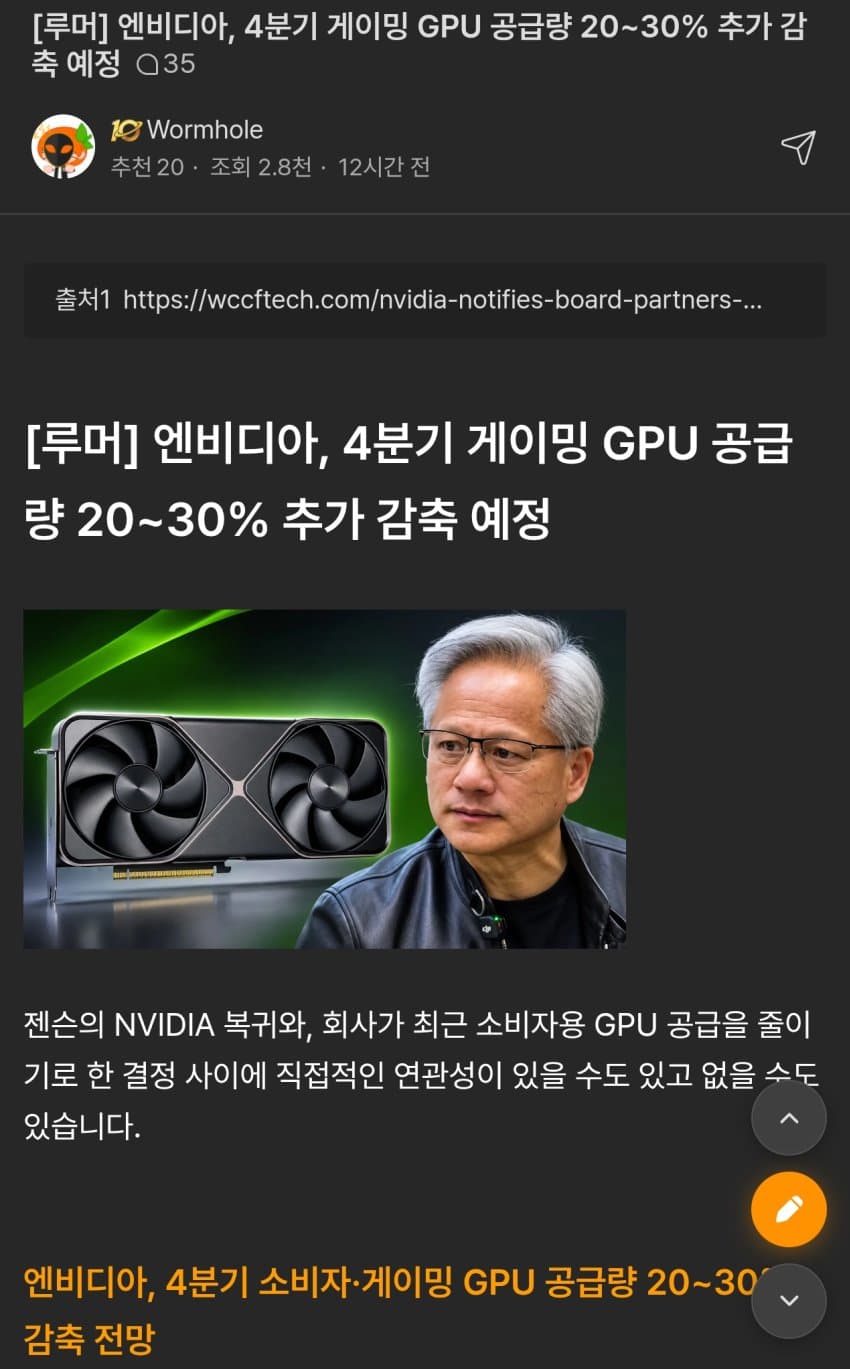 [루머] 엔비디아, 4분기 게이밍 GPU 공급량 20~30% 추가 감
축 예정 35
10 Wormhole
추천 20 · 조회 2.8천 · 12시간 전
출처1 https://wccftech.com/nvidia-notifies-board-partners-...
[루머] 엔비디아, 4분기 게이밍 GPU 공급
량 20~30% 추가 감축 예정
젠슨의 NVIDIA 복귀와, 회사가 최근 소비자용 GPU 공급을 줄이
기로 한 결정 사이에 직접적인 연관성이 있을 수도 있고 없을 수도
있습니다.
엔비디아, 4분기 소비자·게이밍 GPU 공급량 20~30%
감축 전망